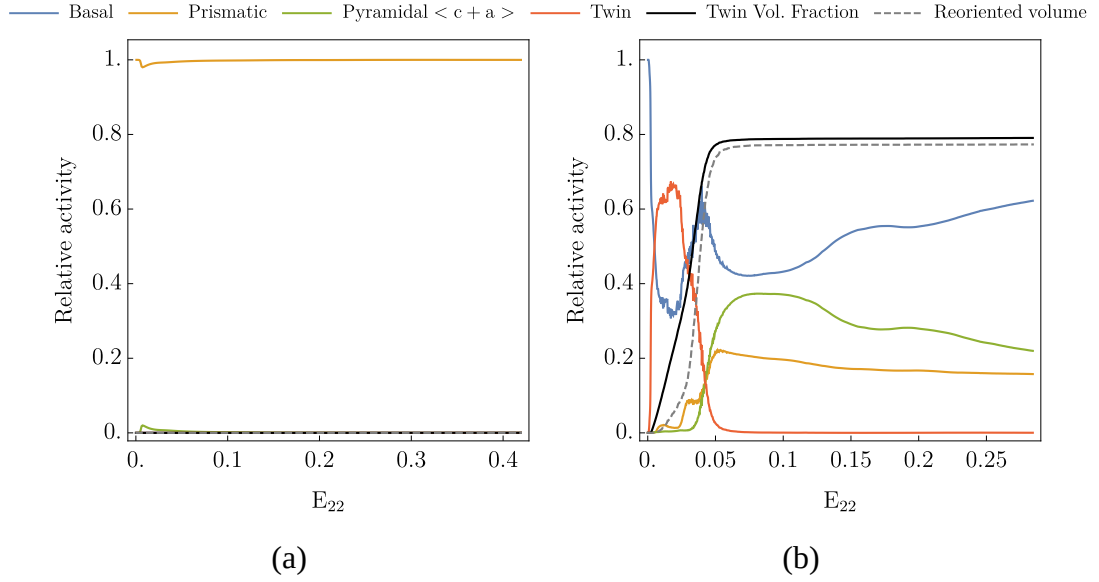 Basal Prismatic Pyramidal < c + a > Twin Twin Vol. Fraction Reoriented volume
Relative activity
1.
0.8
0.6
0.4
0.2
0.
0. 0.1 0.2 0.3 0.4
E22
(a)
Relative activity
1.
0.8
0.6
0.4
0.2
0.
0. 0.05 0.1 0.15 0.2 0.25
E22
(b)